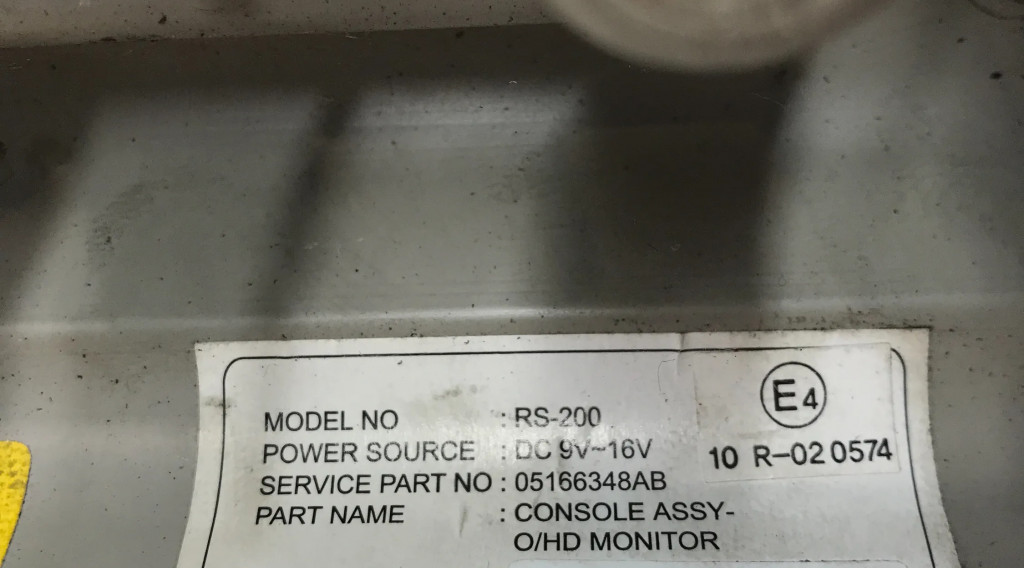 MODEL NO : RS-200
POWER SOURCE : DC 9V~16V
SERVICE PART NO : 05166348AB
PART NAME : CONSOLE ASSY-
O/HD MONITOR
E4
10 R-02 0574